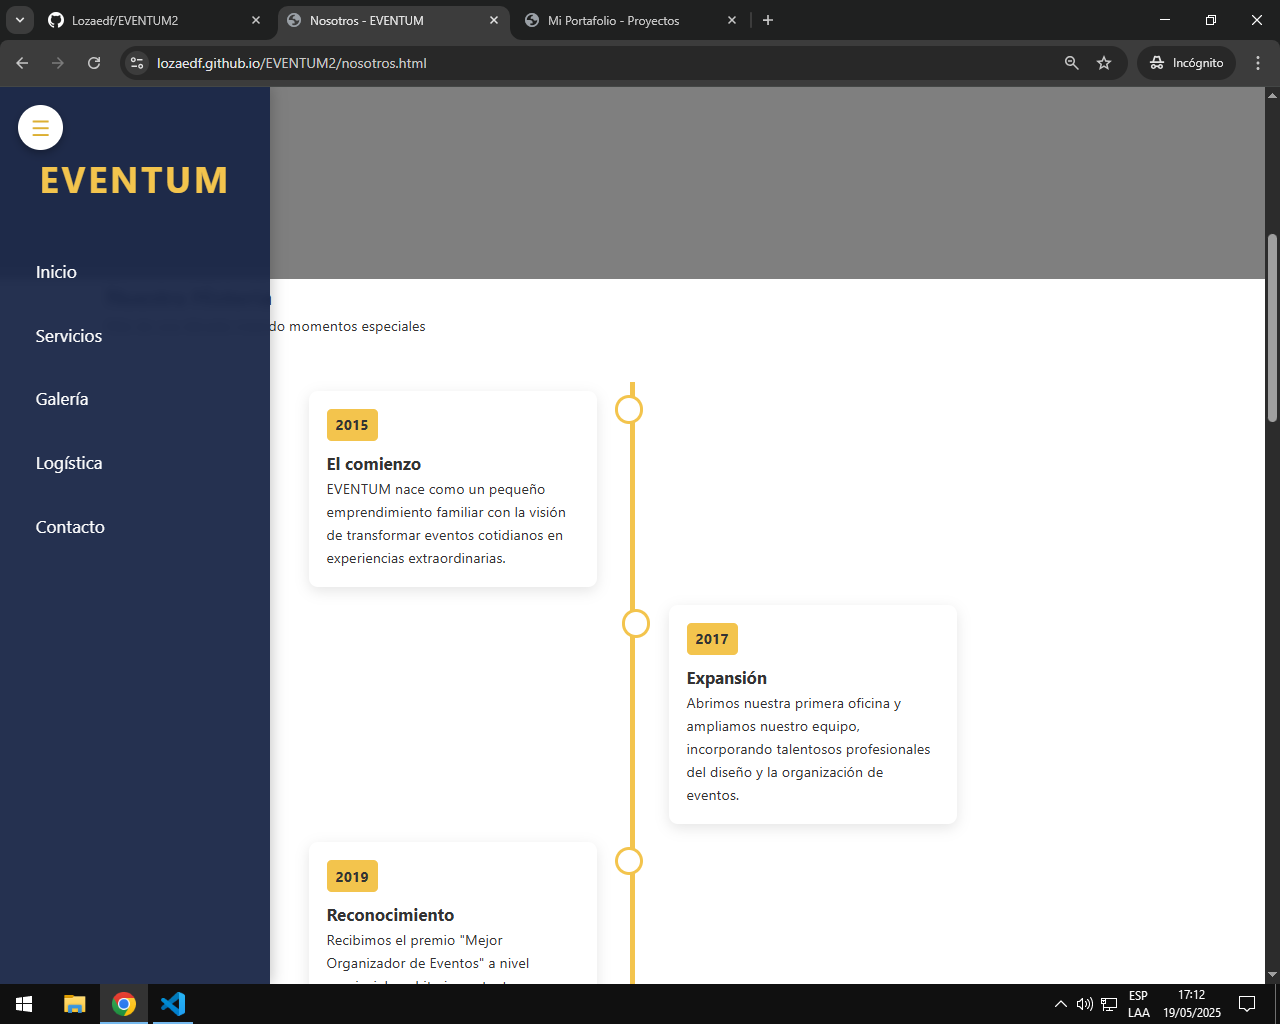 Lozaedf/EVENTUM2
Nosotros - EVENTUM
Mi Portafolio - Proyectos
lozaedf.github.io/EVENTUM2/nosotros.html
Incógnito
EVENTUM
Inicio
Servicios
Galería
Logística
Contacto
do momentos especiales
2015
El comienzo
EVENTUM nace como un pequeño
emprendimiento familiar con la visión
de transformar eventos cotidianos en
experiencias extraordinarias.
2017
Expansión
Abrimos nuestra primera oficina y
ampliamos nuestro equipo,
incorporando talentosos profesionales
del diseño y la organización de
eventos.
2019
Reconocimiento
Recibimos el premio "Mejor
Organizador de Eventos" a nivel
ESP
LAA
17:12
19/05/2025